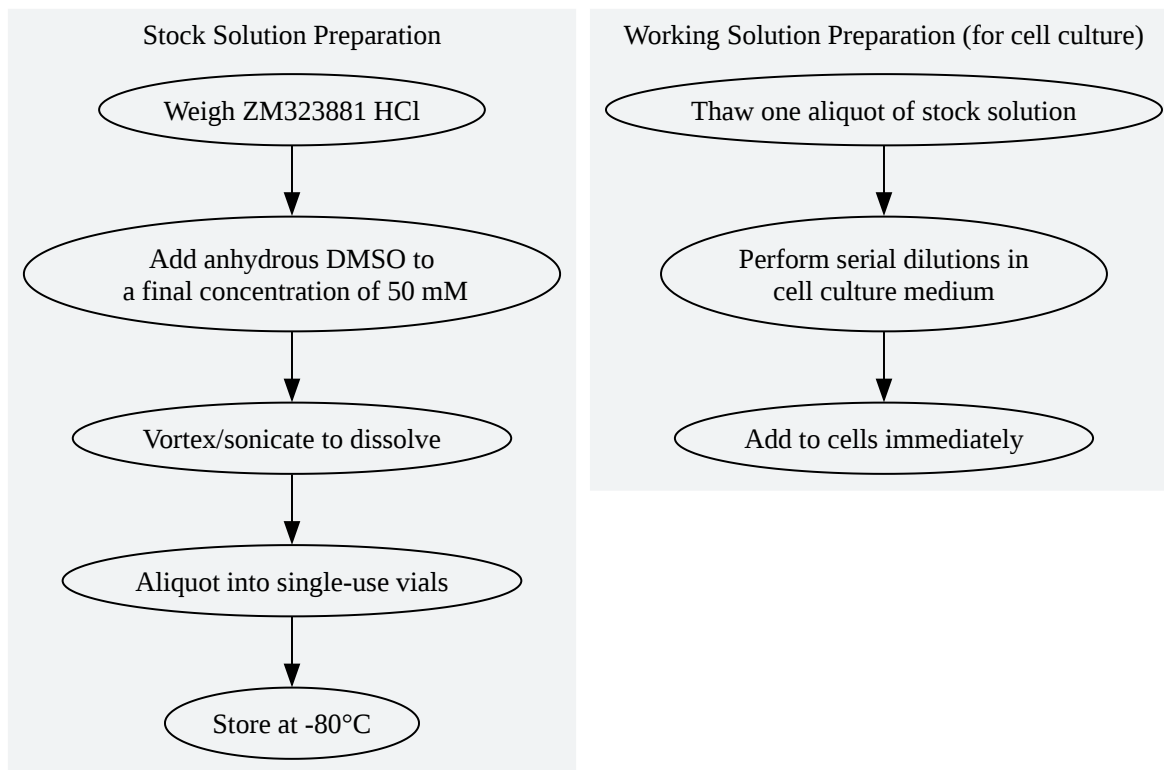 Stock Solution Preparation
Weigh ZM323881 HCl
Add anhydrous DMSO to
a final concentration of 50 mM
Vortex/sonicate to dissolve
Aliquot into single-use vials
Store at -80°C
Working Solution Preparation (for cell culture)
Thaw one aliquot of stock solution
Perform serial dilutions in
cell culture medium
Add to cells immediately